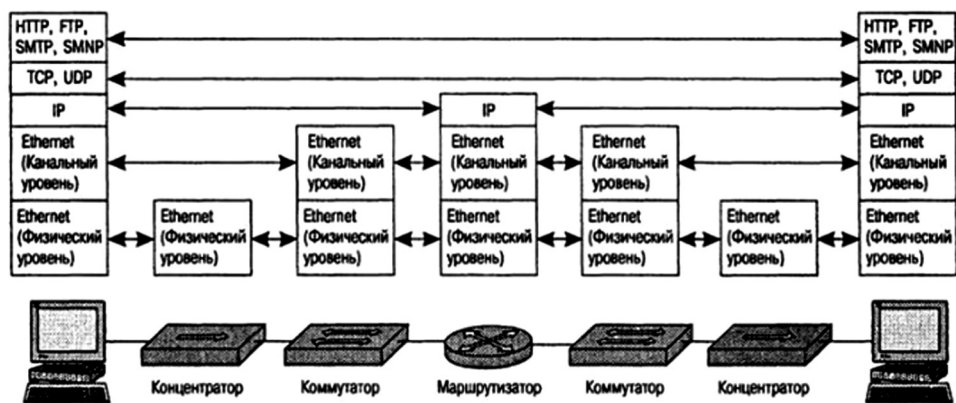 HTTP, FTP,
SMTP, SMNP
HTTP, FTP,
SMTP, SMNP
TCP, UDP
TCP, UDP
IP
IP
IP
Ethernet
(Канальный
уровень)
Ethernet
(Канальный
уровень)
Ethernet
(Канальный
уровень)
Ethernet
(Канальный
уровень)
Ethernet
(Канальный
уровень)
Ethernet
(Физический
уровень)
Ethernet
(Физический
уровень)
Ethernet
(Физический
уровень)
Ethernet
(Физический
уровень)
Ethernet
(Физический
уровень)
Ethernet
(Физический
уровень)
Ethernet
(Физический
уровень)
Концентратор
Коммутатор
Маршрутизатор
Коммутатор
Концентратор